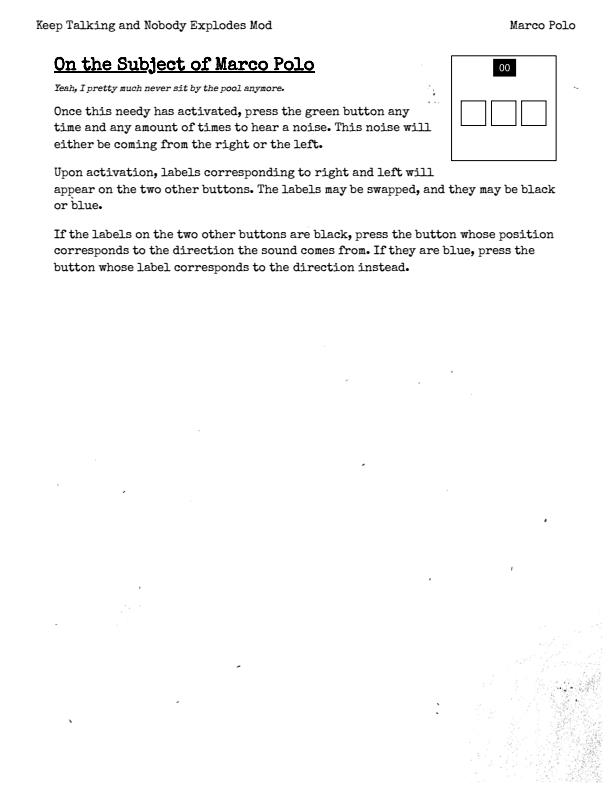 Keep Talking and Nobody Explodes Mod
Marco Polo
On the Subject of Marco Polo
00
Yeah, I pretty much never sit by the pool anymore.
Once this needy has activated, press the green button any
time and any amount of times to hear a noise. This noise will
either be coming from the right or the left.
Upon activation, labels corresponding to right and left will
appear on the two other buttons. The labels may be swapped, and they may be black
or blue.
If the labels on the two other buttons are black, press the button whose position
corresponds to the direction the sound comes from. If they are blue, press the
button whose label corresponds to the direction instead.